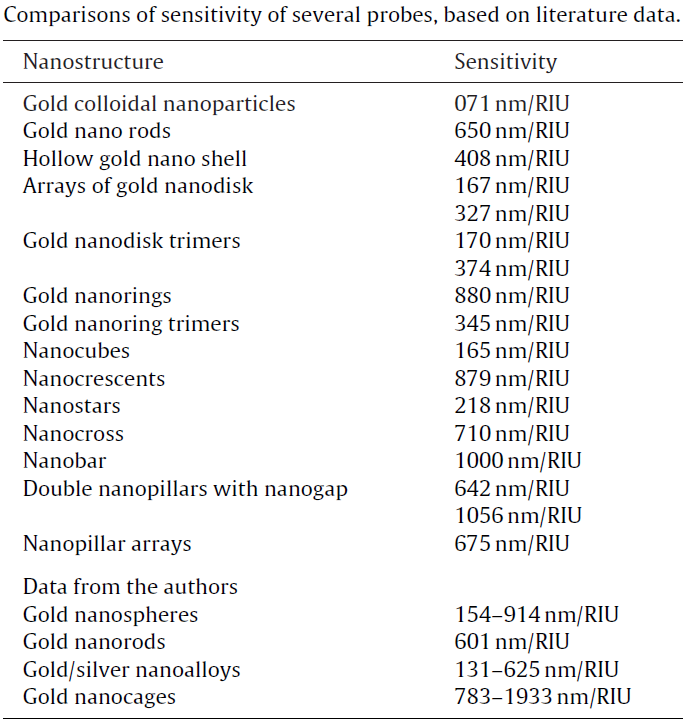 Comparisons of sensitivity of several probes, based on literature data.
Nanostructure Sensitivity
Gold colloidal nanoparticles 071 nm/RIU
Gold nano rods 650 nm/RIU
Hollow gold nano shell 408 nm/RIU
Arrays of gold nanodisk 167 nm/RIU
327 nm/RIU
Gold nanodisk trimers 170 nm/RIU
374 nm/RIU
Gold nanorings 880 nm/RIU
Gold nanoring trimers 345 nm/RIU
Nanocubes 165 nm/RIU
Nanocrescents 879 nm/RIU
Nanostars 218 nm/RIU
Nanocross 710 nm/RIU
Nanobar 1000 nm/RIU
Double nanopillars with nanogap 642 nm/RIU
1056 nm/RIU
Nanopillar arrays 675 nm/RIU
Data from the authors
Gold nanospheres 154–914 nm/RIU
Gold nanorods 601 nm/RIU
Gold/silver nanoalloys 131–625 nm/RIU
Gold nanocages 783–1933 nm/RIU